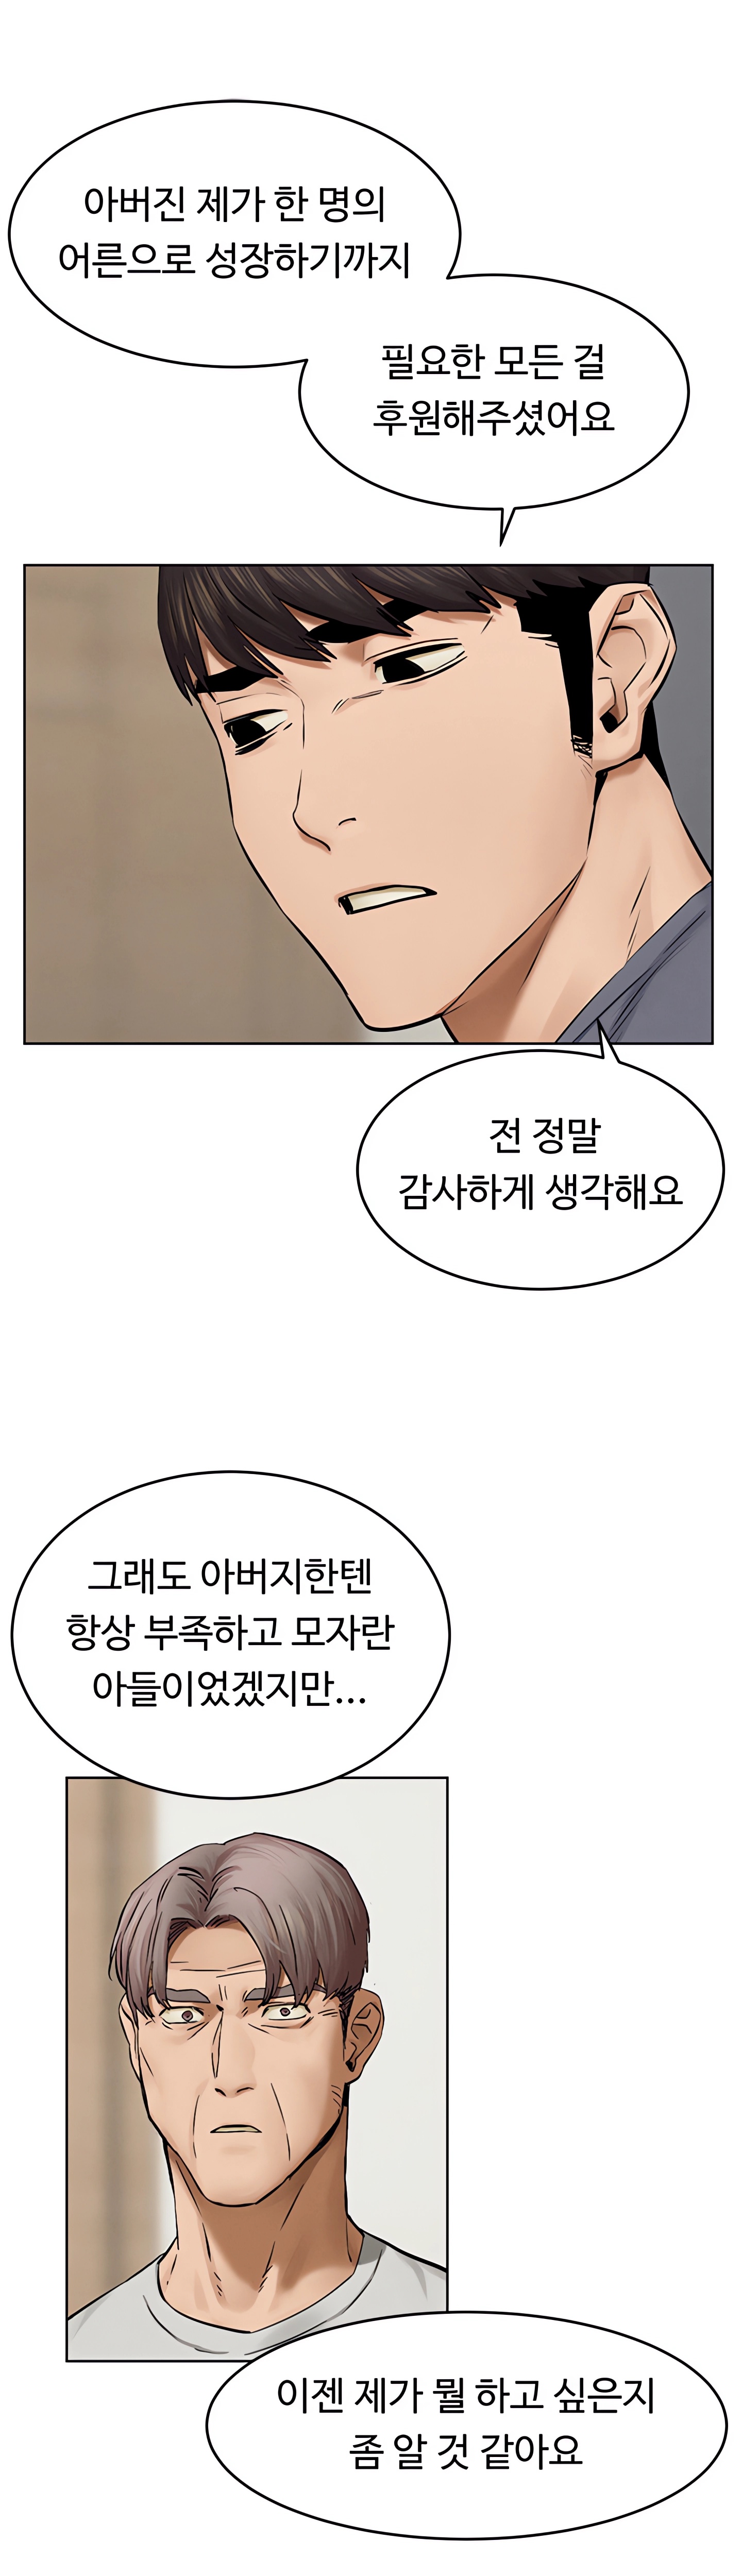 아버진 제가 한 명의
어른으로 성장하기까지
필요한 모든 걸
후원해주셨어요
전 정말
감사하게 생각해요
그래도 아버지한텐
항상 부족하고 모자란
아들이었겠지만...
이젠 제가 뭘 하고 싶은지
좀 알 것 같아요